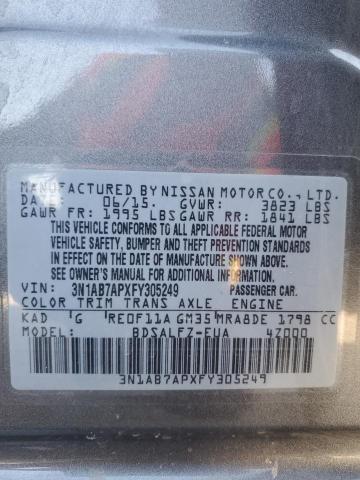 MANUFACTURED BY NISSAN MOTOR CO., LTD.
DATE: 06/15. GVWR: 3823 LBS
GAWR FR: 1995 LBS GAWR RR: 1841 LBS
THIS VEHICLE CONFORMS TO ALL APPLICABLE FEDERAL MOTOR
VEHICLE SAFETY, BUMPER AND THEFT PREVENTION STANDARDS
IN EFFECT ON THE DATE OF MANUFACTURE SHOWN ABOVE.
SEE OWNER'S MANUAL FOR ADDITIONAL INFORMATION.
VIN: 3N1AB7APXFY305249 PASSENGER CAR.
COLOR TRIM TRANS AXLE ENGINE
KAD G RE0F11A GM35 MRA8DE 1798 CC
MODEL: BDSALFZ-EUA 4Z000
3N1AB7APXFY305249